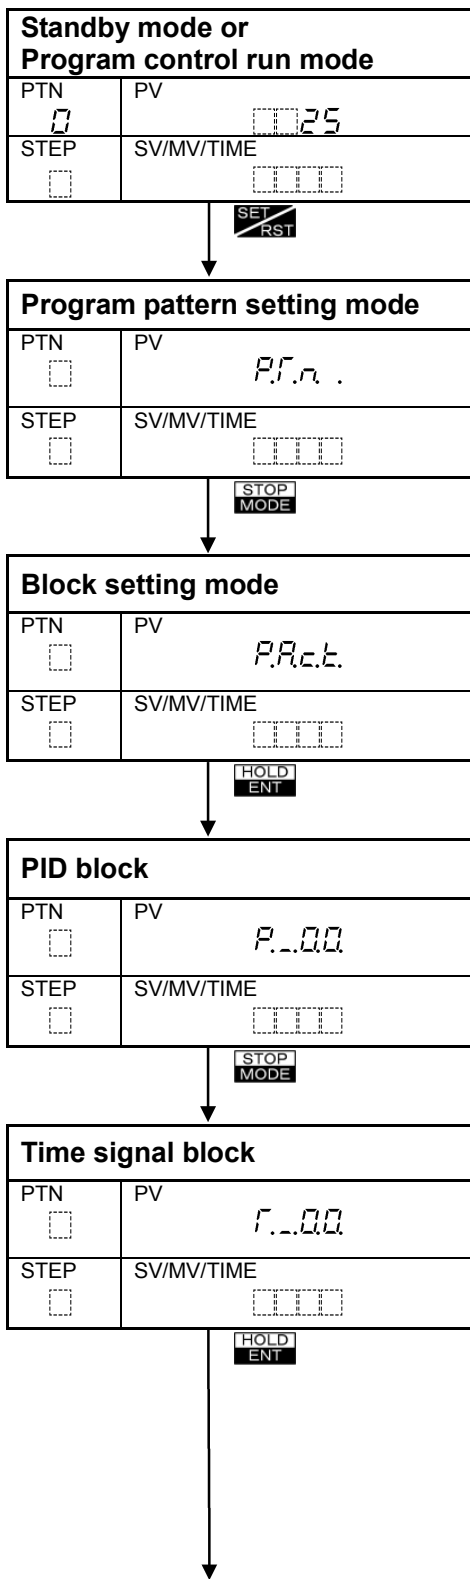 Standby mode or
Program control run mode
PTN PV
0 25
STEP SV/MV/TIME
SET
RST
Program pattern setting mode
PTN PV
P.T.n. .
STEP SV/MV/TIME
STOP
MODE
Block setting mode
PTN PV
P.A.c.t.
STEP SV/MV/TIME
HOLD
ENT
PID block
PTN PV
P._.0.0.
STEP SV/MV/TIME
STOP
MODE
Time signal block
PTN PV
T._.0.0.
STEP SV/MV/TIME
HOLD
ENT